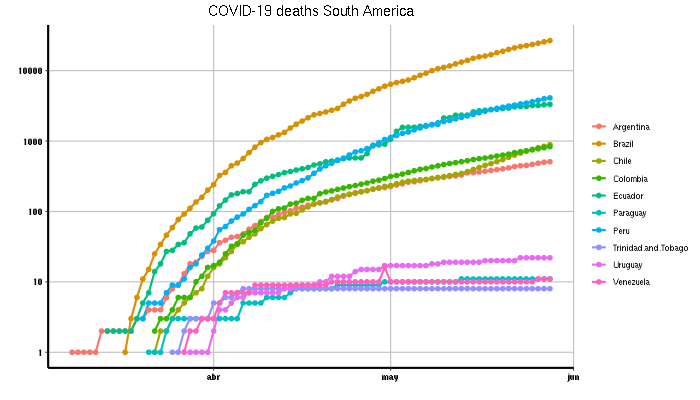 COVID-19 deaths South America
10000
1000
100
10
1
abr
may
jun
Argentina
Brazil
Chile
Colombia
Ecuador
Paraguay
Peru
Trinidad.and.Tobago
Uruguay
Venezuela